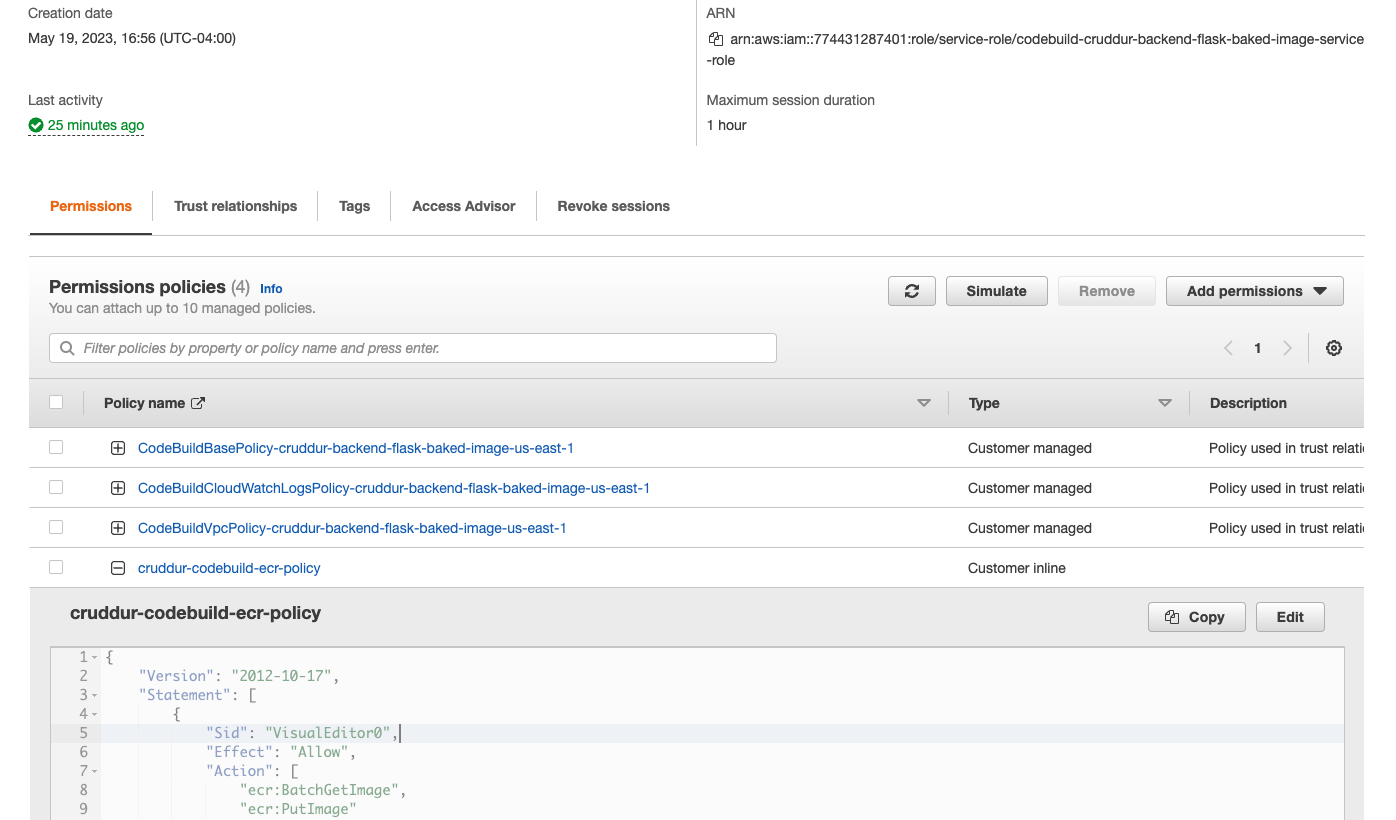 Creation date
May 19, 2023, 16:56 (UTC-04:00)
Last activity
25 minutes ago
ARN
arn:aws:iam::774431287401:role/service-role/codebuild-cruddur-backend-flask-baked-image-service
-role
Maximum session duration
1 hour
Permissions Trust relationships Tags Access Advisor Revoke sessions
Permissions policies (4) Info
You can attach up to 10 managed policies.
Simulate Remove Add permissions
Filter policies by property or policy name and press enter.
1
Policy name Type Description
CodeBuildBasePolicy-cruddur-backend-flask-baked-image-us-east-1 Customer managed Policy used in trust relati
CodeBuildCloudWatchLogsPolicy-cruddur-backend-flask-baked-image-us-east-1 Customer managed Policy used in trust relati
CodeBuildVpcPolicy-cruddur-backend-flask-baked-image-us-east-1 Customer managed Policy used in trust relati
cruddur-codebuild-ecr-policy Customer inline
cruddur-codebuild-ecr-policy Copy Edit
1 {
2 "Version": "2012-10-17",
3 "Statement": [
4 {
5 "Sid": "VisualEditor0",
6 "Effect": "Allow",
7 "Action": [
8 "ecr:BatchGetImage",
9 "ecr:PutImage"